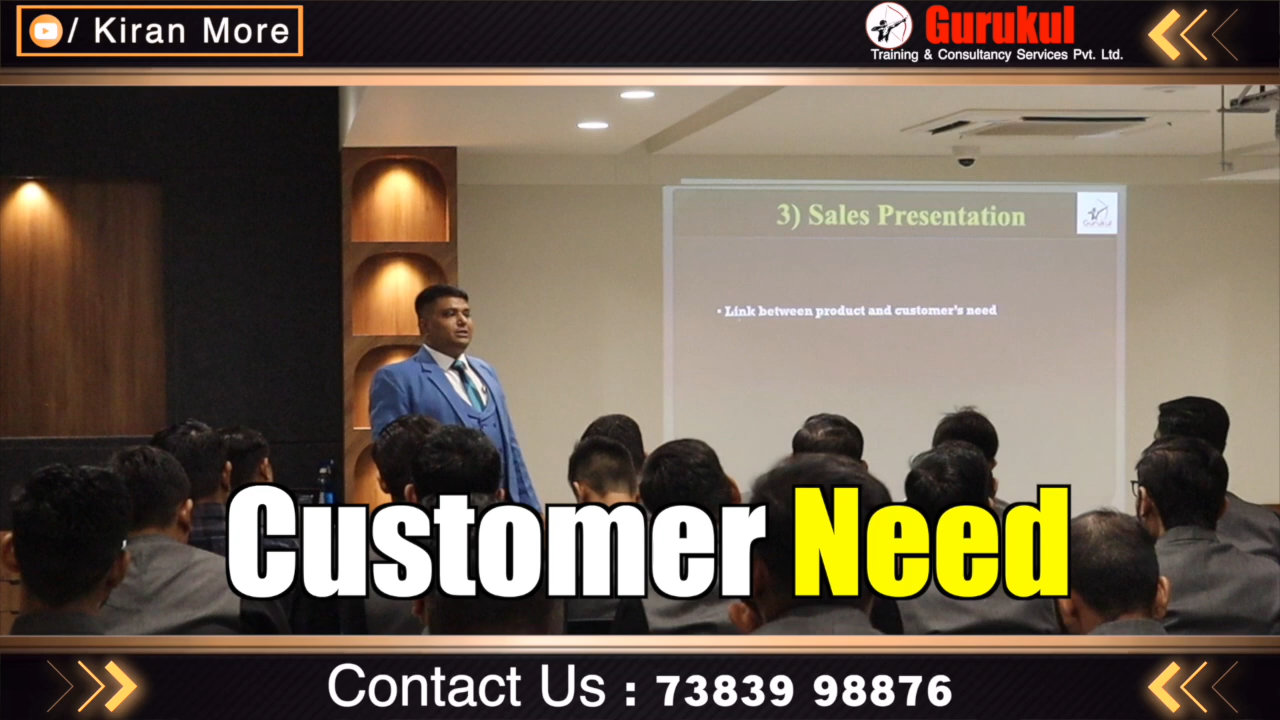 / Kiran More
Gurukul
Training & Consultancy Services Pvt. Ltd.
3) Sales Presentation
Gurukul
• Link between product and customer's need
Customer Need
Contact Us : 73839 98876